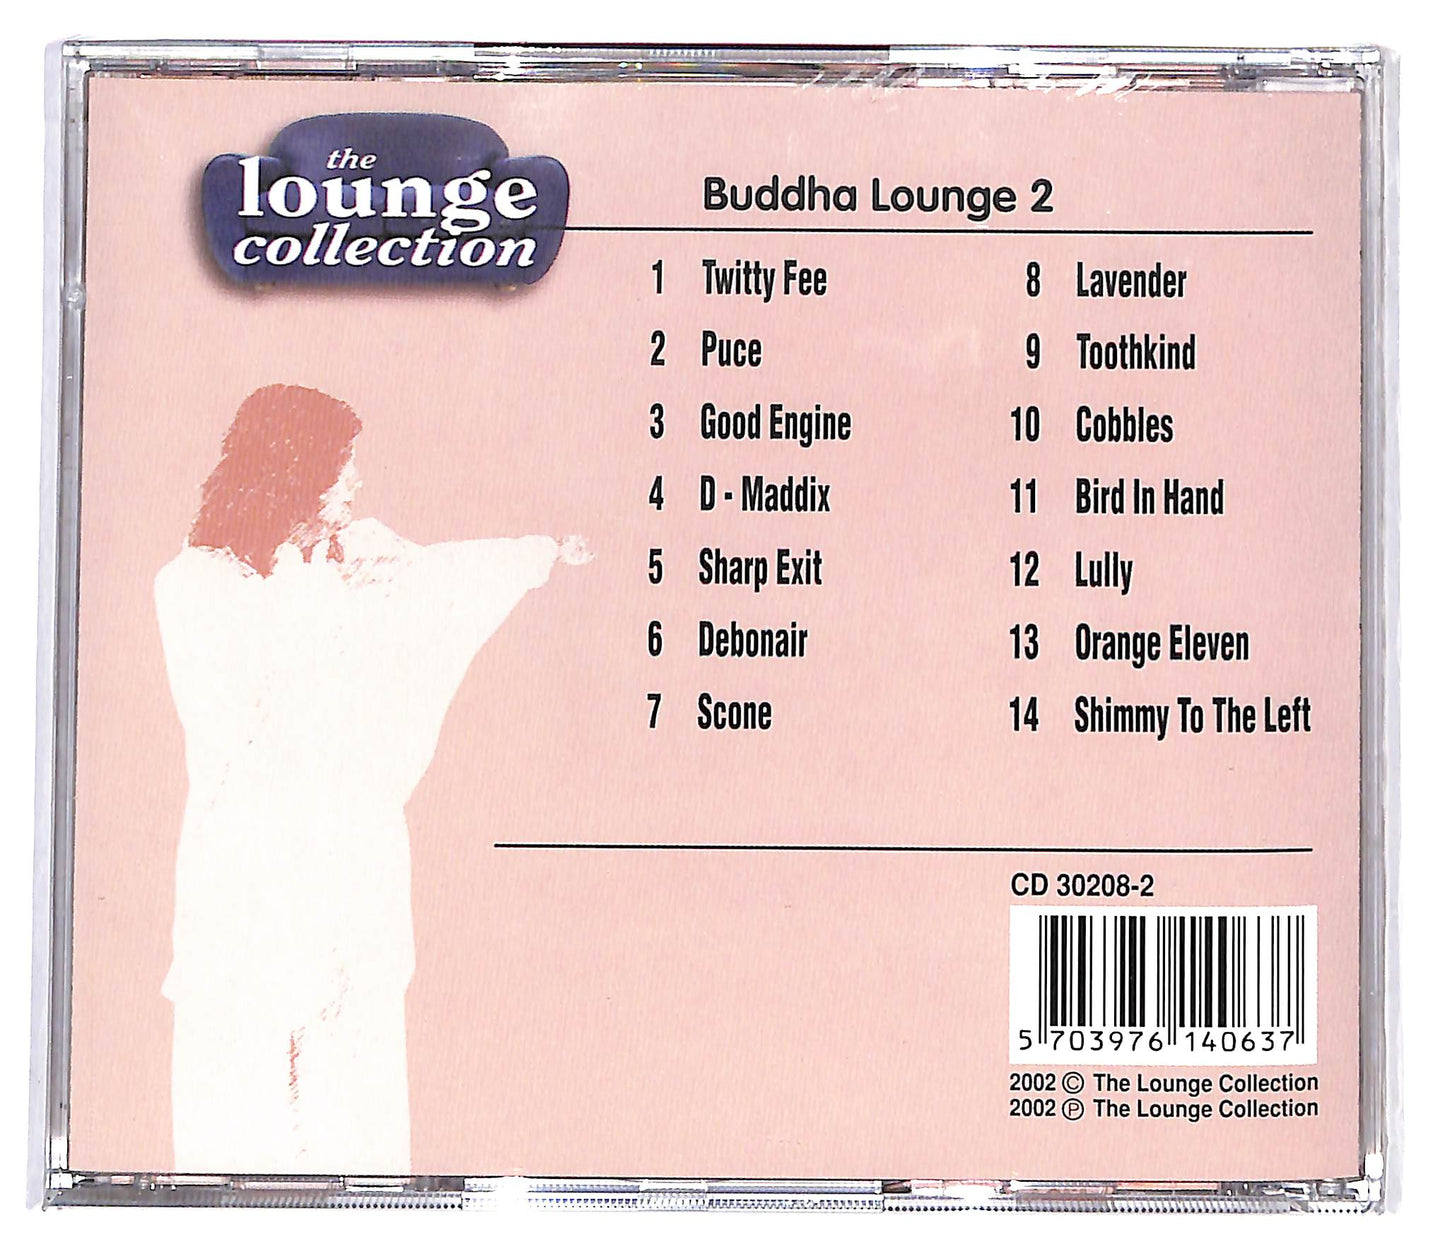 the
lounge
collection
Buddha Lounge 2
1 Twitty Fee
2 Puce
3 Good Engine
4 D - Maddix
5 Sharp Exit
6 Debonair
7 Scone
8 Lavender
9 Toothkind
10 Cobbles
11 Bird In Hand
12 Lully
13 Orange Eleven
14 Shimmy To The Left
CD 30208-2
5 703976 140637
2002 © The Lounge Collection
2002 ℗ The Lounge Collection